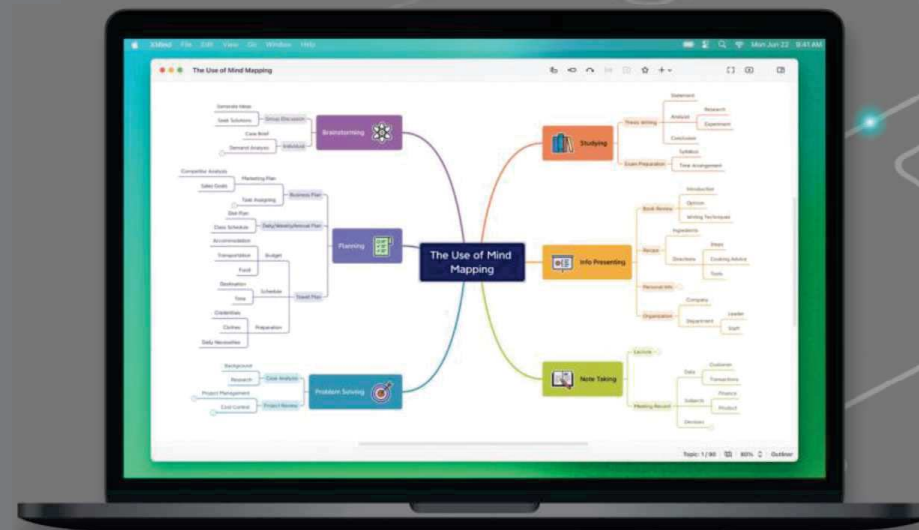 XMind File Edit View Go Window Help
Mon Jun 22 9:41 AM
The Use of Mind Mapping
The Use of Mind
Mapping
Brainstorming
Group Discussion
Generate Ideas
Seek Solutions
Individual
Case Brief
Demand Analysis
Planning
Business Plan
Marketing Plan
Competitor Analysis
Sales Goals
Task Assigning
Daily/Weekly/Annual Plan
Diet Plan
Class Schedule
Travel Plan
Budget
Accommodation
Transportation
Food
Schedule
Destination
Time
Preparation
Credentials
Clothes
Daily Necessities
Problem Solving
Case Analysis
Background
Research
Project Review
Project Management
Cost Control
Studying
Thesis Writing
Statement
Analysis
Research
Experiment
Conclusion
Exam Preparation
Syllabus
Time Arrangement
Info Presenting
Book Review
Introduction
Opinion
Writing Techniques
Recipe
Ingredients
Directions
Steps
Cooking Advice
Tools
Personal Info
Organization
Company
Department
Leader
Staff
Note Taking
Lecture
Meeting Record
Data
Customer
Transactions
Subjects
Finance
Product
Decision
Topic: 1 / 90 80% Outliner